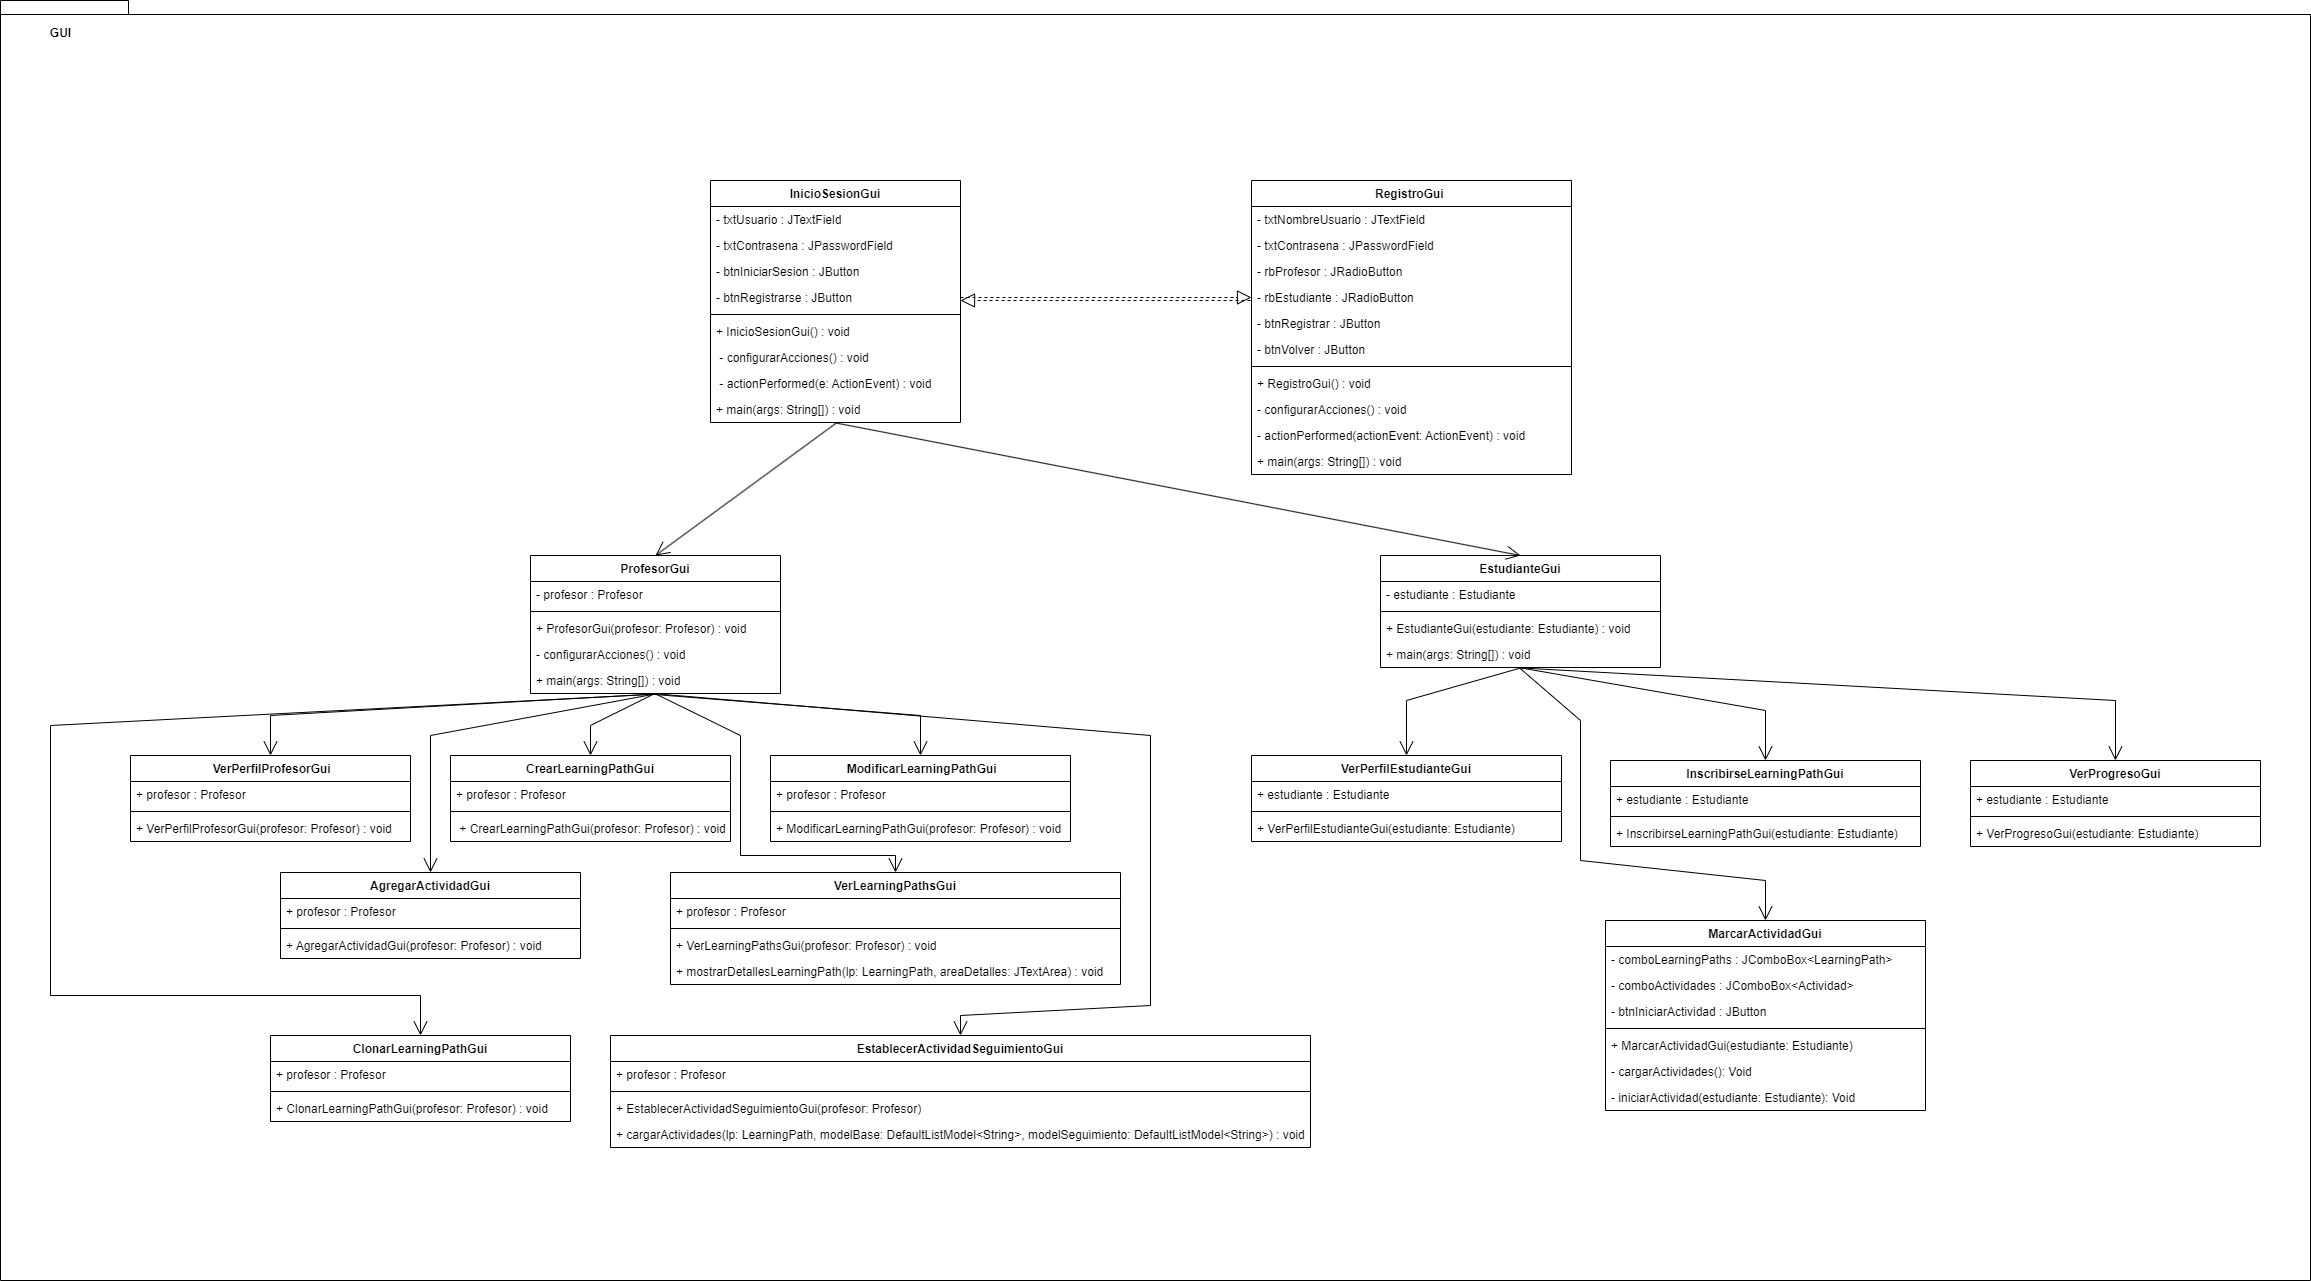 GUI
InicioSesionGui
- txtUsuario : JTextField
- txtContrasena : JPasswordField
- btnIniciarSesion : JButton
- btnRegistrarse : JButton
+ InicioSesionGui() : void
- configurarAcciones() : void
- actionPerformed(e: ActionEvent) : void
+ main(args: String[]) : void
RegistroGui
- txtNombreUsuario : JTextField
- txtContrasena : JPasswordField
- rbProfesor : JRadioButton
- rbEstudiante : JRadioButton
- btnRegistrar : JButton
- btnVolver : JButton
+ RegistroGui() : void
- configurarAcciones() : void
- actionPerformed(actionEvent: ActionEvent) : void
+ main(args: String[]) : void
ProfesorGui
- profesor : Profesor
+ ProfesorGui(profesor: Profesor) : void
- configurarAcciones() : void
+ main(args: String[]) : void
EstudianteGui
- estudiante : Estudiante
+ EstudianteGui(estudiante: Estudiante) : void
+ main(args: String[]) : void
VerPerfilProfesorGui
+ profesor : Profesor
+ VerPerfilProfesorGui(profesor: Profesor) : void
CrearLearningPathGui
+ profesor : Profesor
+ CrearLearningPathGui(profesor: Profesor) : void
ModificarLearningPathGui
+ profesor : Profesor
+ ModificarLearningPathGui(profesor: Profesor) : void
VerPerfilEstudianteGui
+ estudiante : Estudiante
+ VerPerfilEstudianteGui(estudiante: Estudiante)
InscribirseLearningPathGui
+ estudiante : Estudiante
+ InscribirseLearningPathGui(estudiante: Estudiante)
VerProgresoGui
+ estudiante : Estudiante
+ VerProgresoGui(estudiante: Estudiante)
AgregarActividadGui
+ profesor : Profesor
+ AgregarActividadGui(profesor: Profesor) : void
VerLearningPathsGui
+ profesor : Profesor
+ VerLearningPathsGui(profesor: Profesor) : void
+ mostrarDetallesLearningPath(lp: LearningPath, areaDetalles: JTextArea) : void
MarcarActividadGui
- comboLearningPaths : JComboBox<LearningPath>
- comboActividades : JComboBox<Actividad>
- btnIniciarActividad : JButton
+ MarcarActividadGui(estudiante: Estudiante)
- cargarActividades(): Void
- iniciarActividad(estudiante: Estudiante): Void
ClonarLearningPathGui
+ profesor : Profesor
+ ClonarLearningPathGui(profesor: Profesor) : void
EstablecerActividadSeguimientoGui
+ profesor : Profesor
+ EstablecerActividadSeguimientoGui(profesor: Profesor)
+ cargarActividades(lp: LearningPath, modelBase: DefaultListModel<String>, modelSeguimiento: DefaultListModel<String>) : void